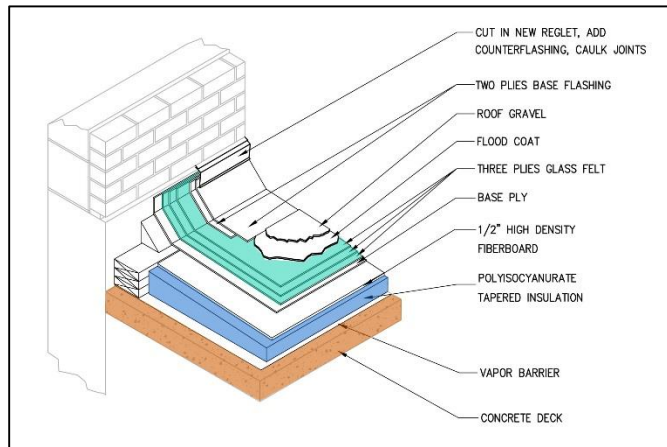 CUT IN NEW REGLET, ADD
COUNTERFLASHING, CAULK JOINTS
TWO PLIES BASE FLASHING
ROOF GRAVEL
FLOOD COAT
THREE PLIES GLASS FELT
BASE PLY
1/2" HIGH DENSITY
FIBERBOARD
POLYISOCYANURATE
TAPERED INSULATION
VAPOR BARRIER
CONCRETE DECK